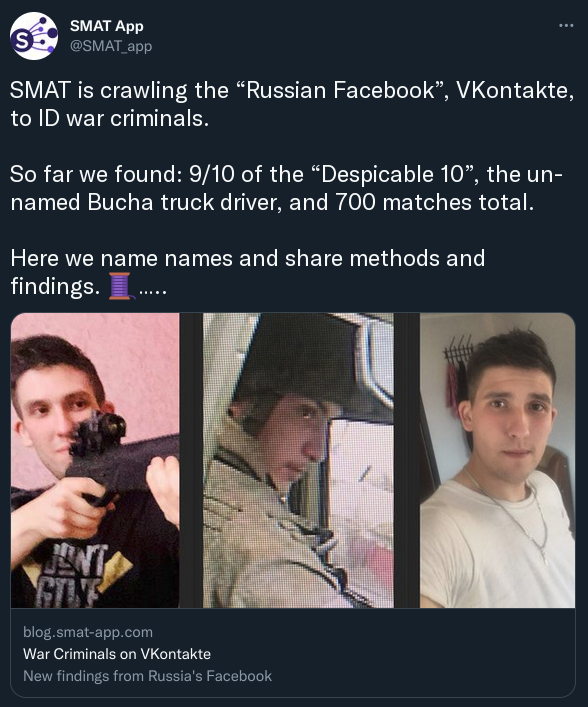 SMAT App
@SMAT_app
SMAT is crawling the “Russian Facebook”, VKontakte,
to ID war criminals.
So far we found: 9/10 of the “Despicable 10”, the un-
named Bucha truck driver, and 700 matches total.
Here we name names and share methods and
findings. 🧵…..
blog.smat-app.com
War Criminals on VKontakte
New findings from Russia's Facebook